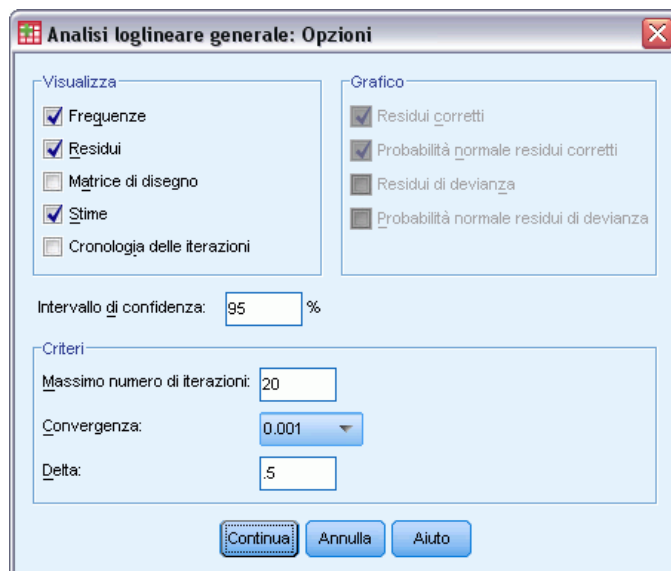 Analisi loglineare generale: Opzioni
Visualizza
Frequenze
Residui
Matrice di disegno
Stime
Cronologia delle iterazioni
Grafico
Residui corretti
Probabilità normale residui corretti
Residui di devianza
Probabilità normale residui di devianza
Intervallo di confidenza: 95 %
Criteri
Massimo numero di iterazioni: 20
Convergenza: 0.001
Delta: .5
Continua Annulla Aiuto